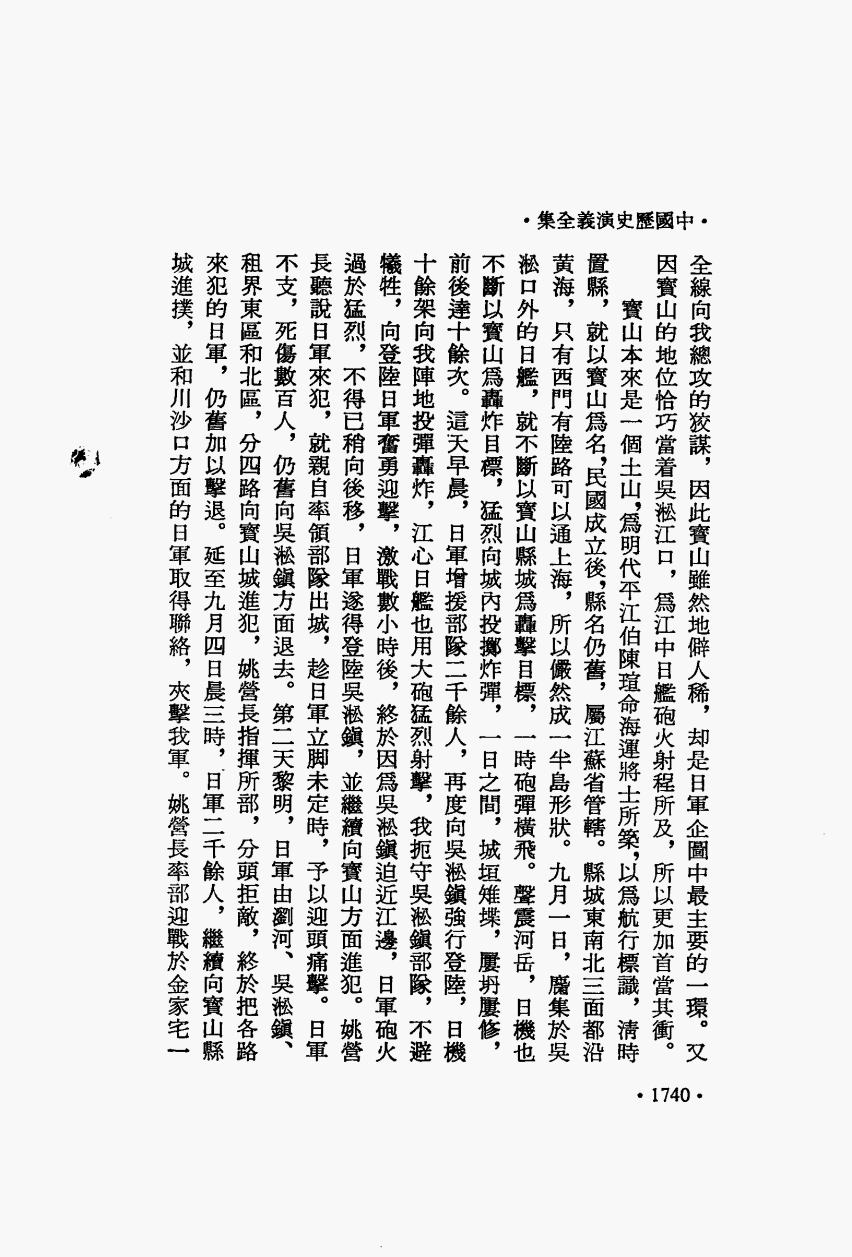 ·中國歷史演義全集·
全線向我總攻的狡謀，因此寳山雖然地僻人稀，却是日軍企圖中最主要的一環。又
因寳山的地位恰巧當着吳淞江口，爲江中日艦砲火射程所及，所以更加首當其衝。
寳山本來是一個土山，爲明代平江伯陳瑄命海運將士所築，以爲航行標識，淸時
置縣，就以寳山爲名，民國成立後，縣名仍舊，屬江蘇省管轄。縣城東南北三面都沿
黃海，只有西門有陸路可以通上海，所以儼然成一半島形狀。九月一日，麕集於吳
淞口外的日艦，就不斷以寳山縣城爲轟擊目標，一時砲彈橫飛。聲震河岳，日機也
不斷以寳山爲轟炸目標，猛烈向城內投擲炸彈，一日之間，城垣雉堞，屢坍屢修，
前後達十餘次。這天早晨，日軍增援部隊二千餘人，再度向吳淞鎭強行登陸，日機
十餘架向我陣地投彈轟炸，江心日艦也用大砲猛烈射擊，我扼守吳淞鎭部隊，不避
犧牲，向登陸日軍奮勇迎擊，激戰數小時後，終於因爲吳淞鎭迫近江邊，日軍砲火
過於猛烈，不得已稍向後移，日軍遂得登陸吳淞鎭，並繼續向寳山方面進犯。姚營
長聽說日軍來犯，就親自率領部隊出城，趁日軍立脚未定時，予以迎頭痛擊。日軍
不支，死傷數百人，仍舊向吳淞鎭方面退去。第二天黎明，日軍由瀏河、吳淞鎭、
租界東區和北區，分四路向寳山城進犯，姚營長指揮所部，分頭拒敵，終於把各路
來犯的日軍，仍舊加以擊退。延至九月四日晨三時，日軍二千餘人，繼續向寳山縣
城進撲，並和川沙口方面的日軍取得聯絡，夾擊我軍。姚營長率部迎戰於金家宅一
·1740·